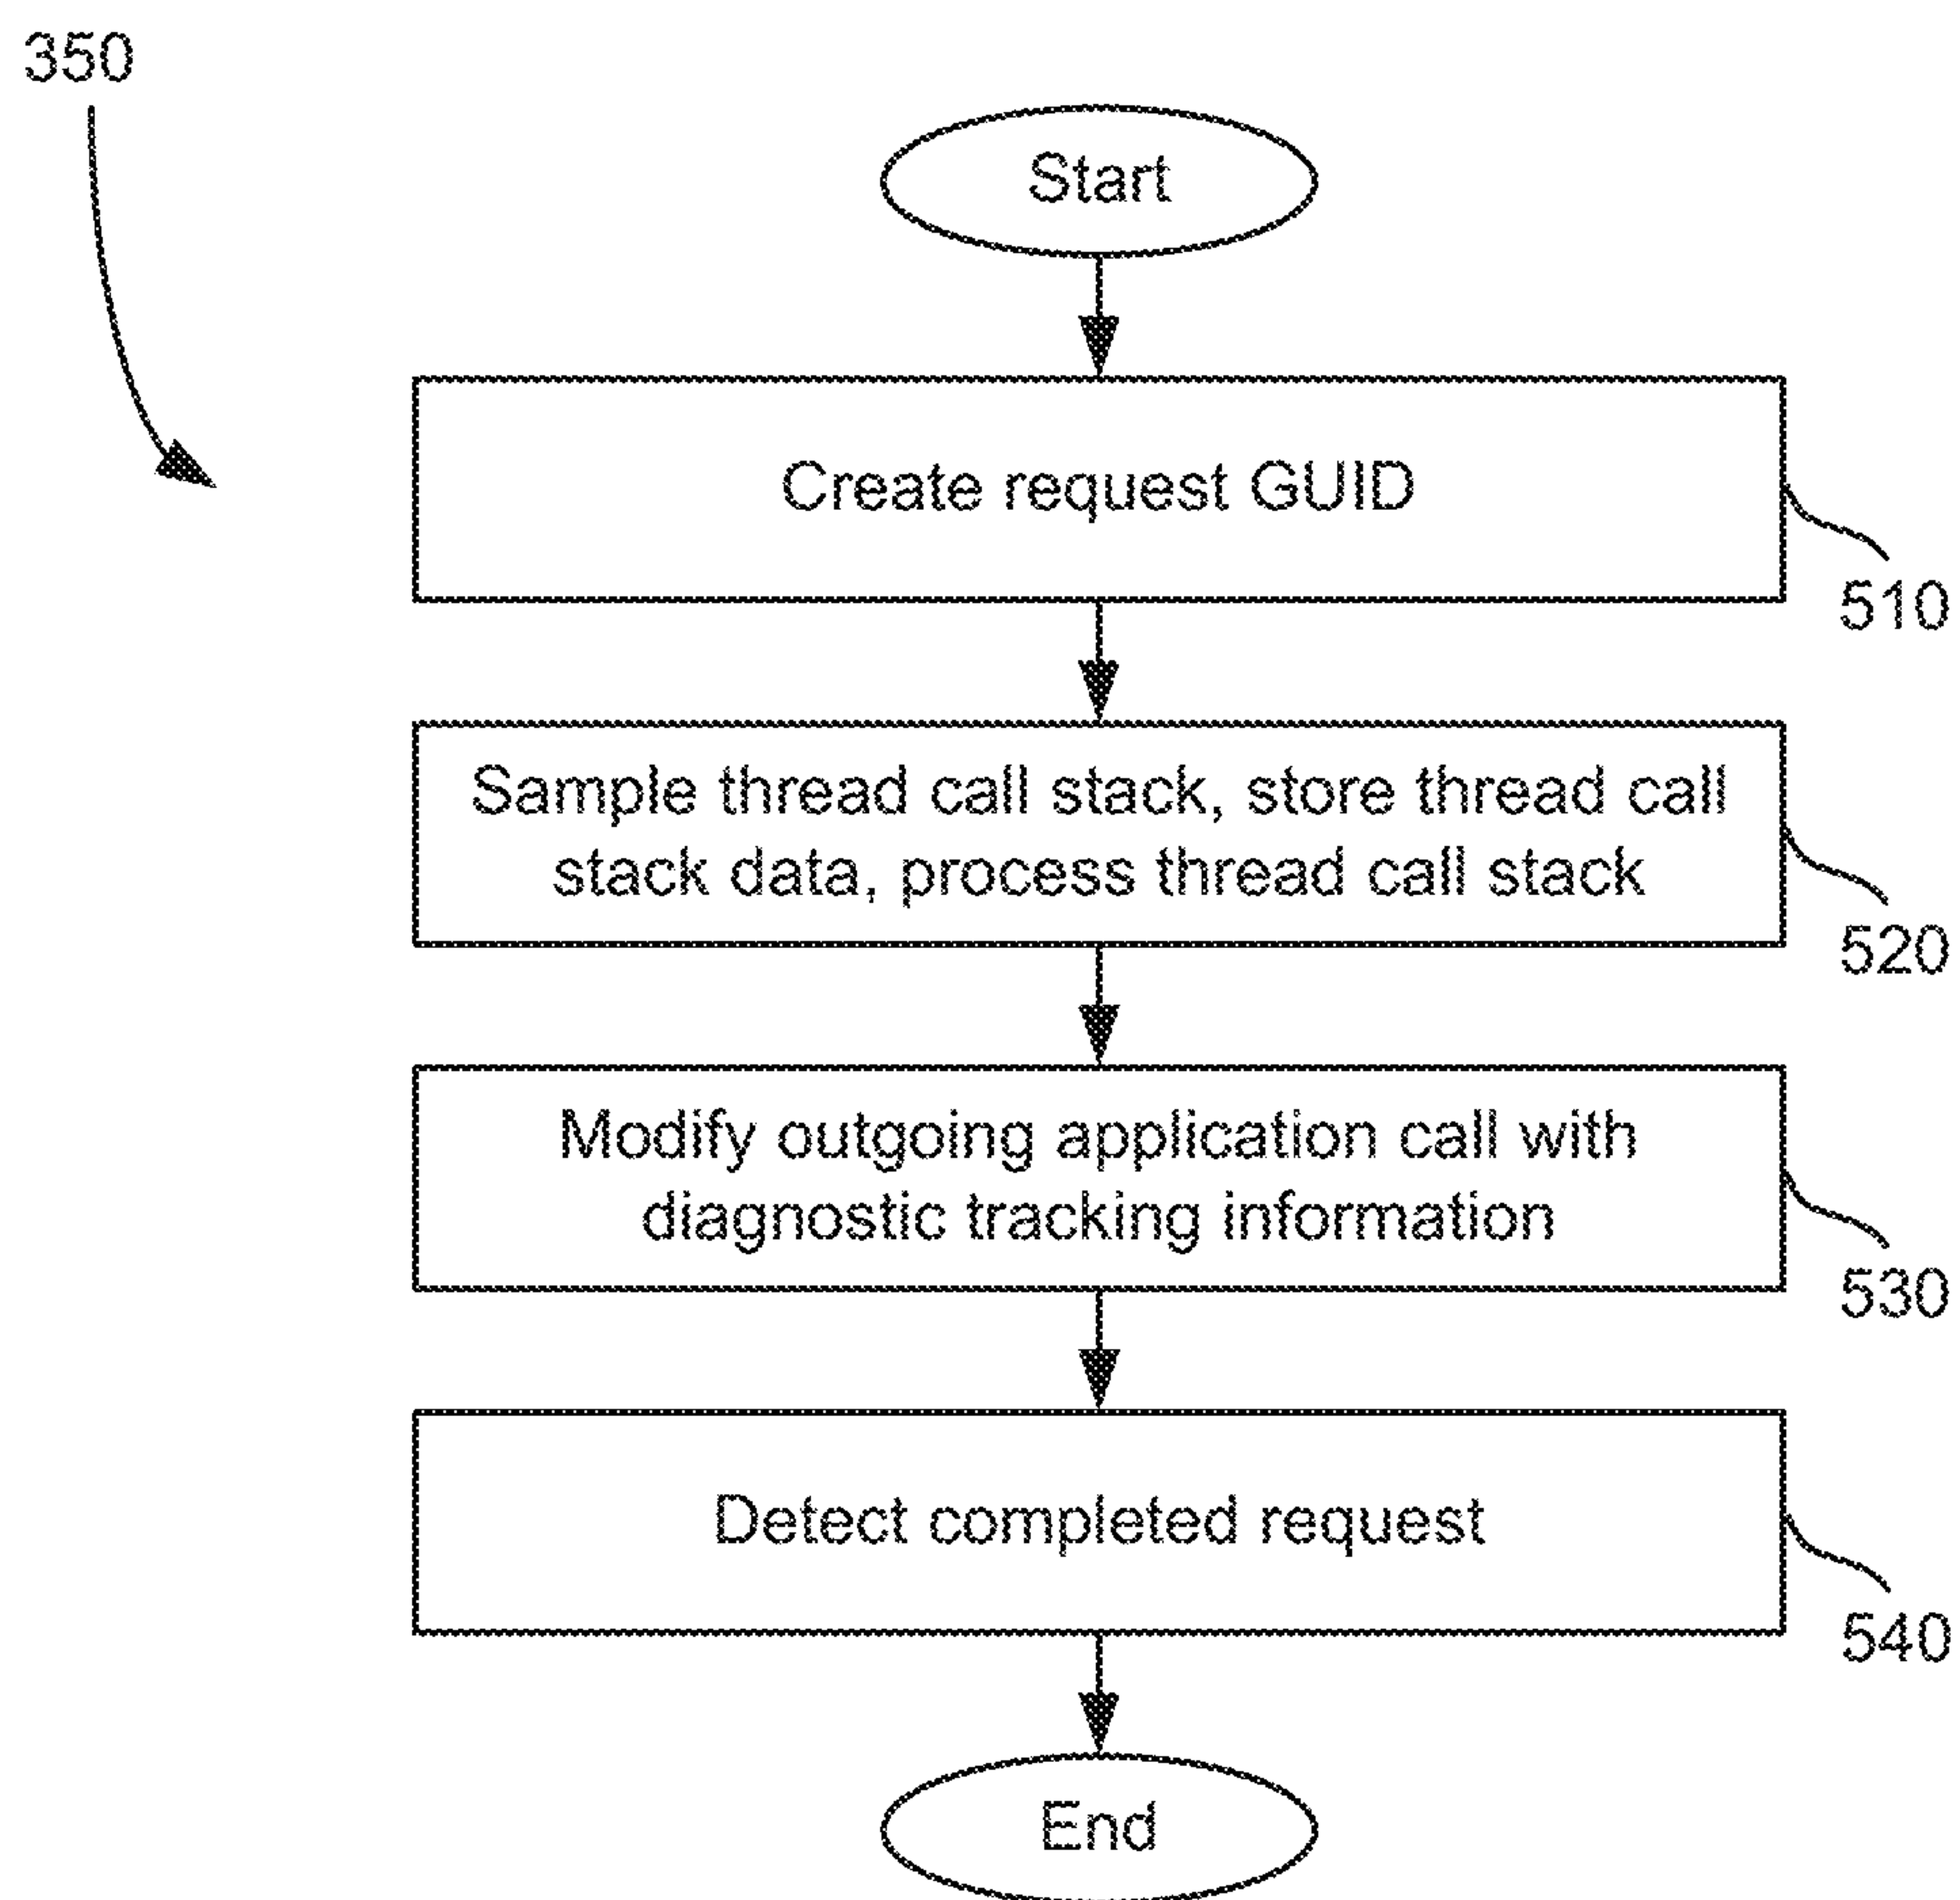 350
Start
Create request GUID
510
Sample thread call stack, store thread call
stack data, process thread call stack
520
Modify outgoing application call with
diagnostic tracking information
530
Detect completed request
540
End